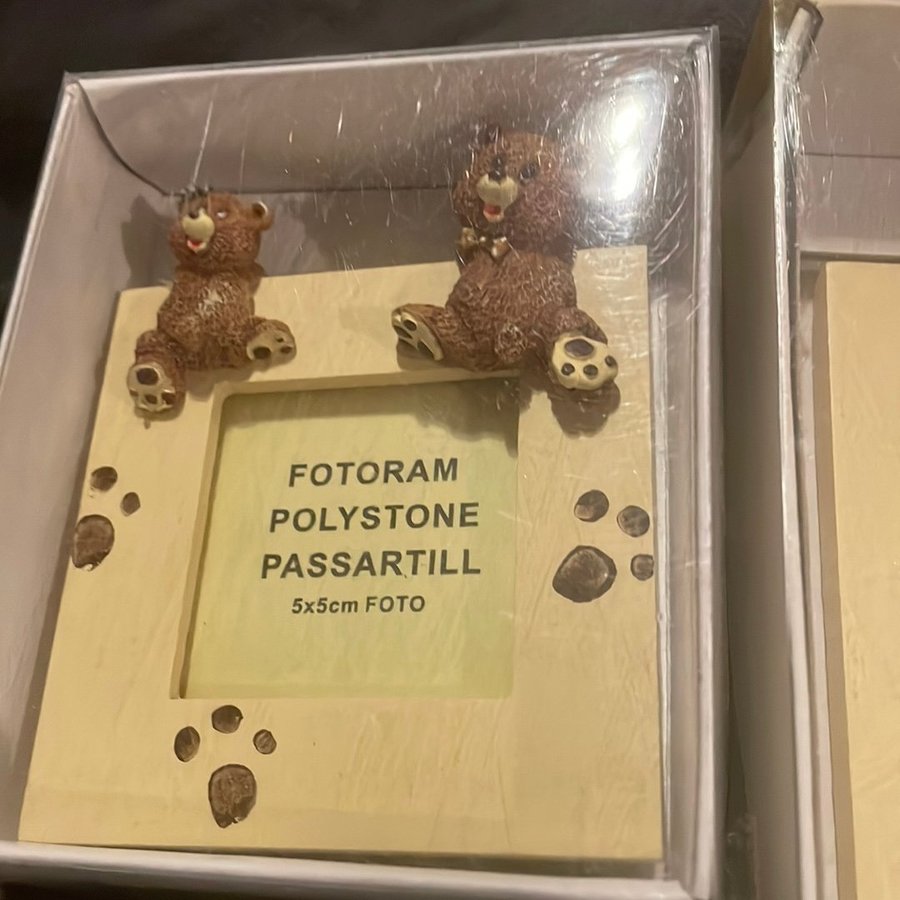 FOTORAM
POLYSTONE
PASSARTILL
5x5cm FOTO